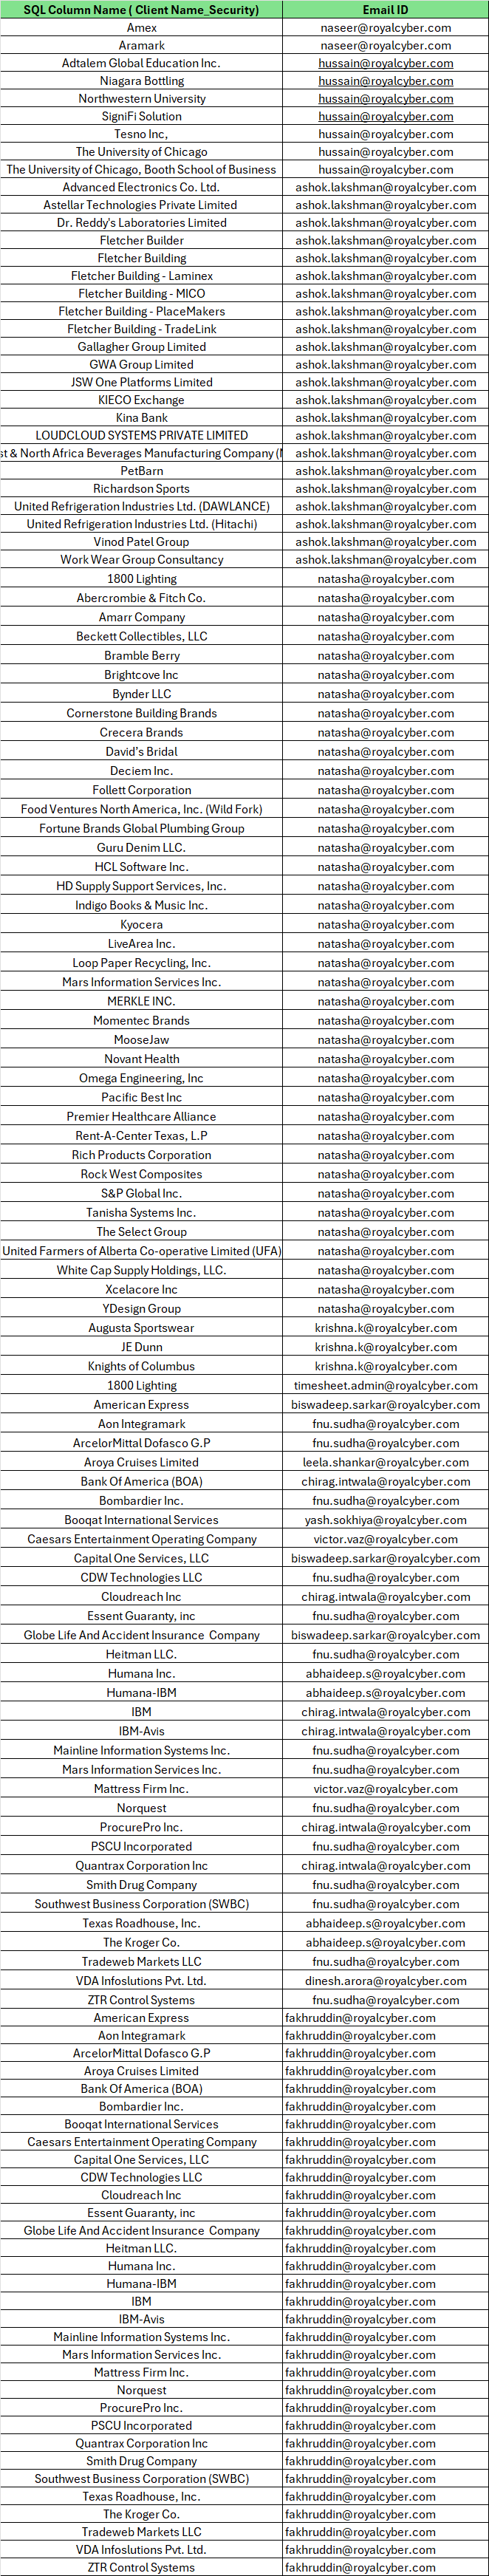 SQL Column Name ( Client Name_Security) Email ID
Amex naseer@royalcyber.com
Aramark naseer@royalcyber.com
Adtalem Global Education Inc. hussain@royalcyber.com
Niagara Bottling hussain@royalcyber.com
Northwestern University hussain@royalcyber.com
SigniFi Solution hussain@royalcyber.com
Tesno Inc, hussain@royalcyber.com
The University of Chicago hussain@royalcyber.com
The University of Chicago, Booth School of Business hussain@royalcyber.com
Advanced Electronics Co. Ltd. ashok.lakshman@royalcyber.com
Astellar Technologies Private Limited ashok.lakshman@royalcyber.com
Dr. Reddy's Laboratories Limited ashok.lakshman@royalcyber.com
Fletcher Builder ashok.lakshman@royalcyber.com
Fletcher Building ashok.lakshman@royalcyber.com
Fletcher Building - Laminex ashok.lakshman@royalcyber.com
Fletcher Building - MICO ashok.lakshman@royalcyber.com
Fletcher Building - PlaceMakers ashok.lakshman@royalcyber.com
Fletcher Building - TradeLink ashok.lakshman@royalcyber.com
Gallagher Group Limited ashok.lakshman@royalcyber.com
GWA Group Limited ashok.lakshman@royalcyber.com
JSW One Platforms Limited ashok.lakshman@royalcyber.com
KIECO Exchange ashok.lakshman@royalcyber.com
Kina Bank ashok.lakshman@royalcyber.com
LOUDCLOUD SYSTEMS PRIVATE LIMITED ashok.lakshman@royalcyber.com
st & North Africa Beverages Manufacturing Company ashok.lakshman@royalcyber.com
PetBarn ashok.lakshman@royalcyber.com
Richardson Sports ashok.lakshman@royalcyber.com
United Refrigeration Industries Ltd. (DAWLANCE) ashok.lakshman@royalcyber.com
United Refrigeration Industries Ltd. (Hitachi) ashok.lakshman@royalcyber.com
Vinod Patel Group ashok.lakshman@royalcyber.com
Work Wear Group Consultancy ashok.lakshman@royalcyber.com
1800 Lighting natasha@royalcyber.com
Abercrombie & Fitch Co. natasha@royalcyber.com
Amarr Company natasha@royalcyber.com
Beckett Collectibles, LLC natasha@royalcyber.com
Bramble Berry natasha@royalcyber.com
Brightcove Inc natasha@royalcyber.com
Bynder LLC natasha@royalcyber.com
Cornerstone Building Brands natasha@royalcyber.com
Crecera Brands natasha@royalcyber.com
David's Bridal natasha@royalcyber.com
Deciem Inc. natasha@royalcyber.com
Follett Corporation natasha@royalcyber.com
Food Ventures North America, Inc. (Wild Fork) natasha@royalcyber.com
Fortune Brands Global Plumbing Group natasha@royalcyber.com
Guru Denim LLC. natasha@royalcyber.com
HCL Software Inc. natasha@royalcyber.com
HD Supply Support Services, Inc. natasha@royalcyber.com
Indigo Books & Music Inc. natasha@royalcyber.com
Kyocera natasha@royalcyber.com
LiveArea Inc. natasha@royalcyber.com
Loop Paper Recycling, Inc. natasha@royalcyber.com
Mars Information Services Inc. natasha@royalcyber.com
MERKLE INC. natasha@royalcyber.com
Momentec Brands natasha@royalcyber.com
MooseJaw natasha@royalcyber.com
Novant Health natasha@royalcyber.com
Omega Engineering, Inc natasha@royalcyber.com
Pacific Best Inc natasha@royalcyber.com
Premier Healthcare Alliance natasha@royalcyber.com
Rent-A-Center Texas, L.P natasha@royalcyber.com
Rich Products Corporation natasha@royalcyber.com
Rock West Composites natasha@royalcyber.com
S&P Global Inc. natasha@royalcyber.com
Tanisha Systems Inc. natasha@royalcyber.com
The Select Group natasha@royalcyber.com
United Farmers of Alberta Co-operative Limited (UFA) natasha@royalcyber.com
White Cap Supply Holdings, LLC. natasha@royalcyber.com
Xcelacore Inc natasha@royalcyber.com
YDesign Group natasha@royalcyber.com
Augusta Sportswear krishna.k@royalcyber.com
JE Dunn krishna.k@royalcyber.com
Knights of Columbus krishna.k@royalcyber.com
1800 Lighting timesheet.admin@royalcyber.com
American Express biswadeep.sarkar@royalcyber.com
Aon Integramark fnu.sudha@royalcyber.com
ArcelorMittal Dofasco G.P fnu.sudha@royalcyber.com
Aroya Cruises Limited leela.shankar@royalcyber.com
Bank Of America (BOA) chirag.intwala@royalcyber.com
Bombardier Inc. fnu.sudha@royalcyber.com
Booqat International Services yash.sokhiya@royalcyber.com
Caesars Entertainment Operating Company victor.vaz@royalcyber.com
Capital One Services, LLC biswadeep.sarkar@royalcyber.com
CDW Technologies LLC fnu.sudha@royalcyber.com
Cloudreach Inc chirag.intwala@royalcyber.com
Essent Guaranty, inc fnu.sudha@royalcyber.com
Globe Life And Accident Insurance  Company biswadeep.sarkar@royalcyber.com
Heitman LLC. fnu.sudha@royalcyber.com
Humana Inc. abhaideep.s@royalcyber.com
Humana-IBM abhaideep.s@royalcyber.com
IBM chirag.intwala@royalcyber.com
IBM-Avis chirag.intwala@royalcyber.com
Mainline Information Systems Inc. fnu.sudha@royalcyber.com
Mars Information Services Inc. fnu.sudha@royalcyber.com
Mattress Firm Inc. victor.vaz@royalcyber.com
Norquest fnu.sudha@royalcyber.com
ProcurePro Inc. chirag.intwala@royalcyber.com
PSCU Incorporated fnu.sudha@royalcyber.com
Quantrax Corporation Inc chirag.intwala@royalcyber.com
Smith Drug Company fnu.sudha@royalcyber.com
Southwest Business Corporation (SWBC) fnu.sudha@royalcyber.com
Texas Roadhouse, Inc. abhaideep.s@royalcyber.com
The Kroger Co. abhaideep.s@royalcyber.com
Tradeweb Markets LLC fnu.sudha@royalcyber.com
VDA Infoslutions Pvt. Ltd. dinesh.arora@royalcyber.com
ZTR Control Systems fnu.sudha@royalcyber.com
American Express fakhruddin@royalcyber.com
Aon Integramark fakhruddin@royalcyber.com
ArcelorMittal Dofasco G.P fakhruddin@royalcyber.com
Aroya Cruises Limited fakhruddin@royalcyber.com
Bank Of America (BOA) fakhruddin@royalcyber.com
Bombardier Inc. fakhruddin@royalcyber.com
Booqat International Services fakhruddin@royalcyber.com
Caesars Entertainment Operating Company fakhruddin@royalcyber.com
Capital One Services, LLC fakhruddin@royalcyber.com
CDW Technologies LLC fakhruddin@royalcyber.com
Cloudreach Inc fakhruddin@royalcyber.com
Essent Guaranty, inc fakhruddin@royalcyber.com
Globe Life And Accident Insurance  Company fakhruddin@royalcyber.com
Heitman LLC. fakhruddin@royalcyber.com
Humana Inc. fakhruddin@royalcyber.com
Humana-IBM fakhruddin@royalcyber.com
IBM fakhruddin@royalcyber.com
IBM-Avis fakhruddin@royalcyber.com
Mainline Information Systems Inc. fakhruddin@royalcyber.com
Mars Information Services Inc. fakhruddin@royalcyber.com
Mattress Firm Inc. fakhruddin@royalcyber.com
Norquest fakhruddin@royalcyber.com
ProcurePro Inc. fakhruddin@royalcyber.com
PSCU Incorporated fakhruddin@royalcyber.com
Quantrax Corporation Inc fakhruddin@royalcyber.com
Smith Drug Company fakhruddin@royalcyber.com
Southwest Business Corporation (SWBC) fakhruddin@royalcyber.com
Texas Roadhouse, Inc. fakhruddin@royalcyber.com
The Kroger Co. fakhruddin@royalcyber.com
Tradeweb Markets LLC fakhruddin@royalcyber.com
VDA Infoslutions Pvt. Ltd. fakhruddin@royalcyber.com
ZTR Control Systems fakhruddin@royalcyber.com